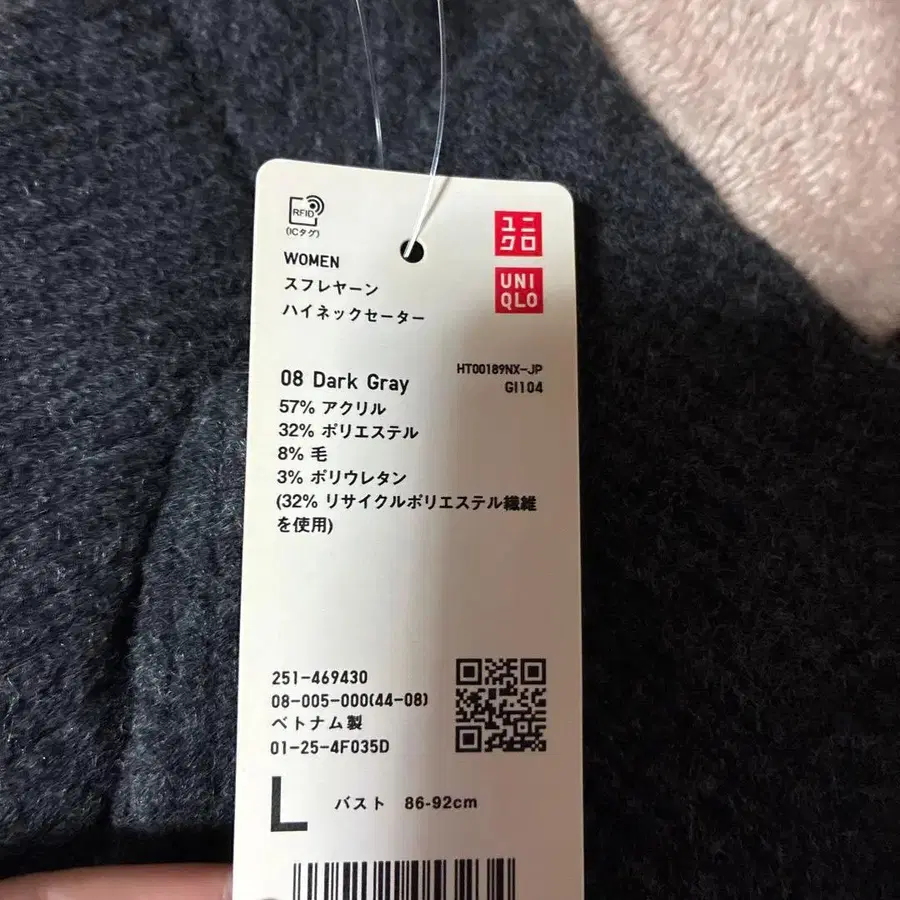 RFID
(ICタグ)
ユニ
クロ
UNI
QLO
WOMEN
スフレヤーン
ハイネックセーター
08 Dark Gray
HT00189NX-JP
GI104
57% アクリル
32% ポリエステル
8% 毛
3% ポリウレタン
(32% リサイクルポリエステル繊維
を使用)
251-469430
08-005-000(44-08)
ベトナム製
01-25-4F035D
L バスト 86-92cm